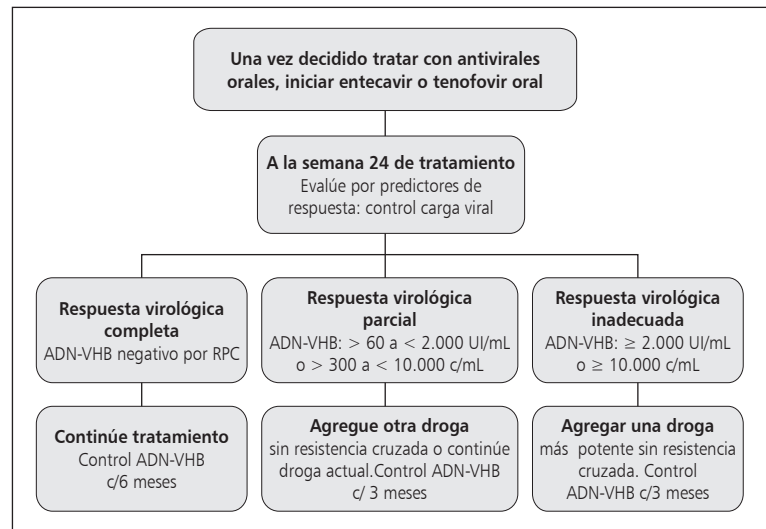 Una vez decidido tratar con antivirales
orales, iniciar entecavir o tenofovir oral
A la semana 24 de tratamiento
Evalúe por predictores de
respuesta: control carga viral
Respuesta virológica
completa
ADN-VHB negativo por RPC
Respuesta virológica
parcial
ADN-VHB: > 60 a < 2.000 UI/mL
o > 300 a < 10.000 c/mL
Respuesta virológica
inadecuada
ADN-VHB: ≥ 2.000 UI/mL
o ≥ 10.000 c/mL
Continúe tratamiento
Control ADN-VHB
c/6 meses
Agregue otra droga
sin resistencia cruzada o continúe
droga actual.Control ADN-VHB
c/ 3 meses
Agregar una droga
más potente sin resistencia
cruzada. Control
ADN-VHB c/3 meses